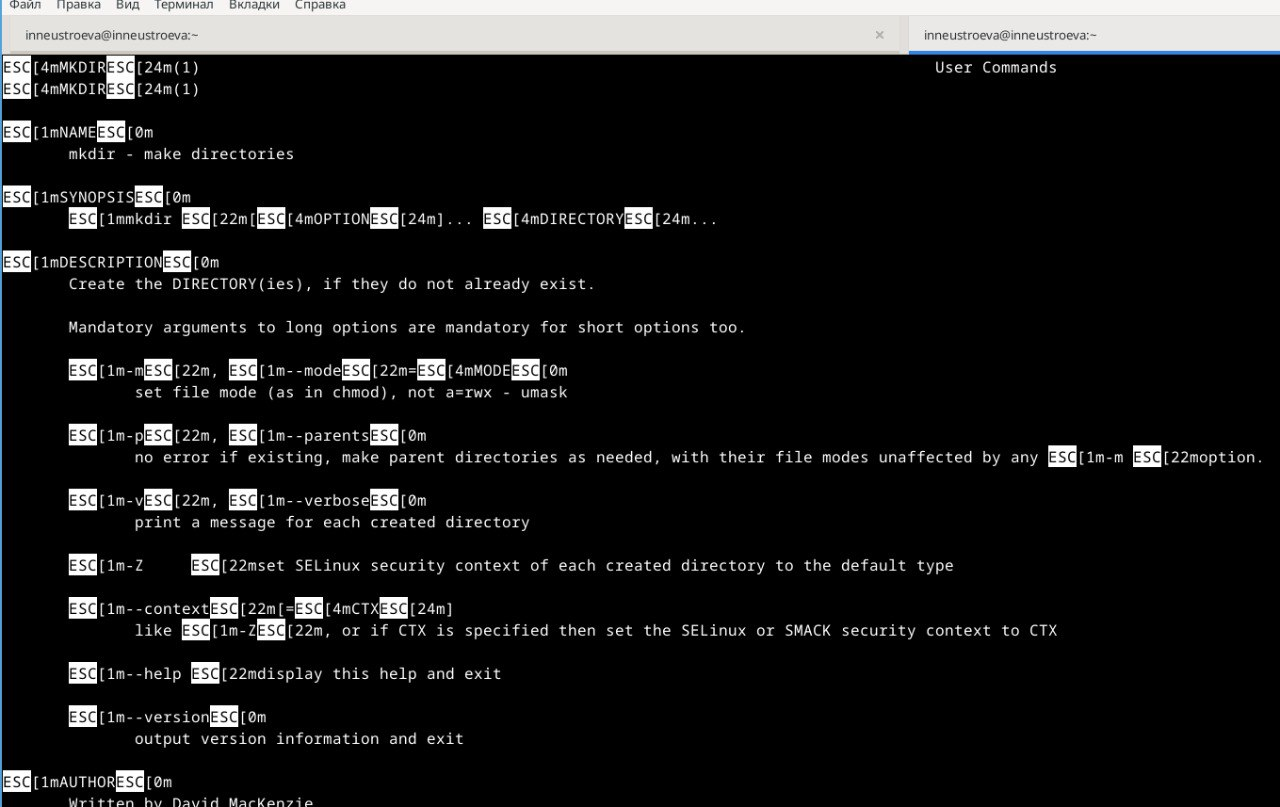 Файл Правка Вид Терминал Вкладки Справка
inneustroeva@inneustroeva:~ × inneustroeva@inneustroeva:~
ESC[4mMKDIRESC[24m(1) User Commands
ESC[4mMKDIRESC[24m(1)
ESC[1mNAMEESC[0m
mkdir - make directories
ESC[1mSYNOPSISESC[0m
ESC[1mmkdir ESC[22m[ESC[4mOPTIONESC[24m]... ESC[4mDIRECTORYESC[24m...
ESC[1mDESCRIPTIONESC[0m
Create the DIRECTORY(ies), if they do not already exist.
Mandatory arguments to long options are mandatory for short options too.
ESC[1m-mESC[22m, ESC[1m--modeESC[22m=ESC[4mMODEESC[0m
set file mode (as in chmod), not a=rwx - umask
ESC[1m-pESC[22m, ESC[1m--parentsESC[0m
no error if existing, make parent directories as needed, with their file modes unaffected by any ESC[1m-m ESC[22moption.
ESC[1m-vESC[22m, ESC[1m--verboseESC[0m
print a message for each created directory
ESC[1m-Z ESC[22mset SELinux security context of each created directory to the default type
ESC[1m--contextESC[22m[=ESC[4mCTXESC[24m]
like ESC[1m-ZESC[22m, or if CTX is specified then set the SELinux or SMACK security context to CTX
ESC[1m--help ESC[22mdisplay this help and exit
ESC[1m--versionESC[0m
output version information and exit
ESC[1mAUTHORESC[0m
Written by David MacKenzie